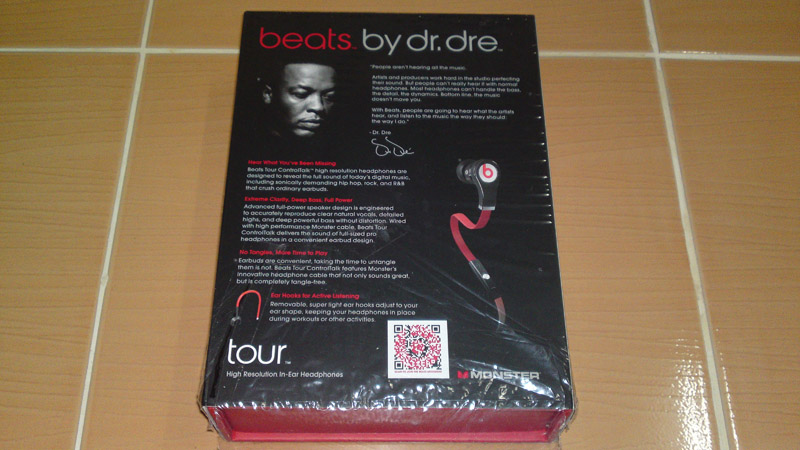 beats™ by dr. dre™
"People aren't hearing all the music.
Artists and producers work hard in the studio perfecting
their sound. But people can't really hear it with normal
headphones. Most headphones can't handle the bass,
the detail, the dynamics. Bottom line, the music
doesn't move you.
With Beats, people are going to hear what the artists
hear, and listen to the music the way they should:
the way I do."
- Dr. Dre
Hear What You've Been Missing
Beats Tour ControlTalk™ high resolution headphones are
designed to reveal the full sound of today's digital music,
including sonically demanding hip hop, rock, and R&B
that crush ordinary earbuds.
Extreme Clarity, Deep Bass, Full Power
Advanced full-power speaker design is engineered
to accurately reproduce clear natural vocals, detailed
highs, and deep powerful bass without distortion. Wired
with high performance Monster cable, Beats Tour
ControlTalk delivers the sound of full-sized pro
headphones in a convenient earbud design.
No Tangles, More Time to Play
Earbuds are convenient, taking the time to untangle
them is not. Beats Tour ControlTalk features Monster's
innovative headphone cable that not only sounds great,
but is completely tangle-free.
Ear Hooks for Active Listening
Removable, super light ear hooks adjust to your
ear shape, keeping your headphones in place
during workouts or other activities.
tour™
High Resolution In-Ear Headphones
MONSTER